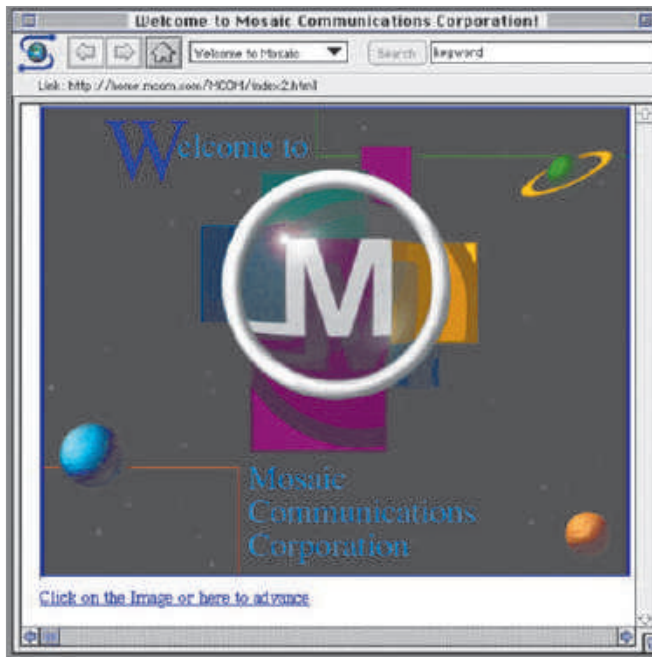 Welcome to Mosaic Communications Corporation!
Welcome to Mosaic
Search
keyword
Link: http://home.mcom.com/MCOM/index2.html
Welcome to
M
Mosaic
Communications
Corporation
Click on the Image or here to advance